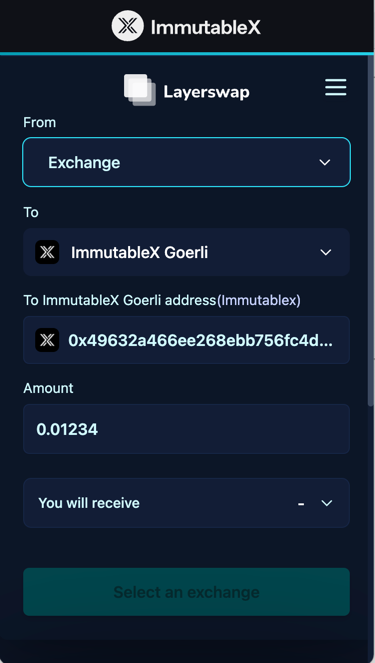 ImmutableX
Layerswap
From
Exchange
To
ImmutableX Goerli
To ImmutableX Goerli address(Immutablex)
0x49632a466ee268ebb756fc4d...
Amount
0.01234
You will receive -
Select an exchange